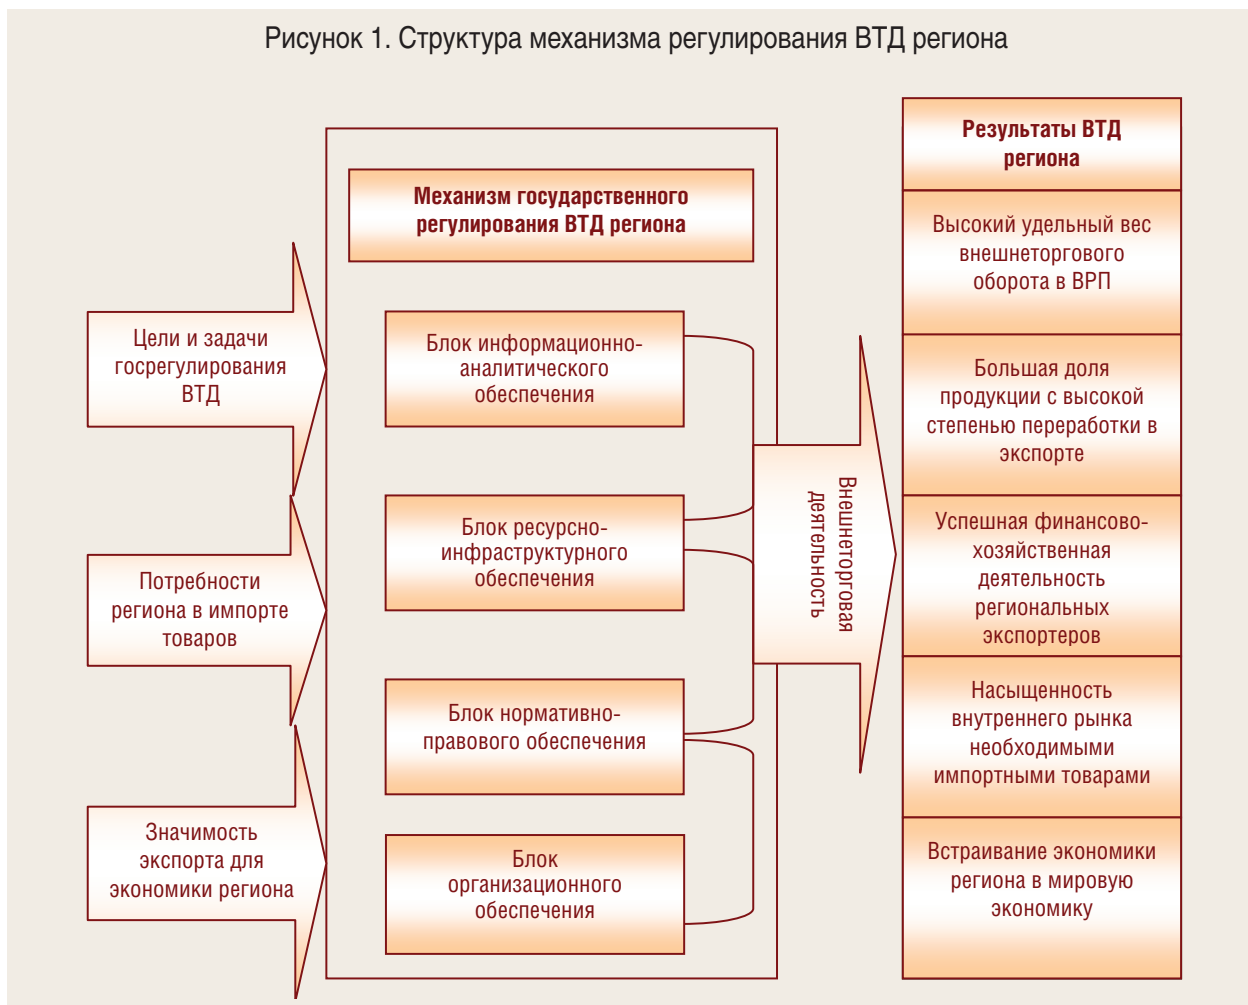 Рисунок 1. Структура механизма регулирования ВТД региона
Цели и задачи
госрегулирования
ВТД
Потребности
региона в импорте
товаров
Значимость
экспорта для
экономики региона
Механизм государственного
регулирования ВТД региона
Блок информационно-
аналитического
обеспечения
Блок ресурсно-
инфраструктурного
обеспечения
Блок нормативно-
правового обеспечения
Блок
организационного
обеспечения
Внешнеторговая
деятельность
Результаты ВТД
региона
Высокий удельный вес
внешнеторгового
оборота в ВРП
Большая доля
продукции с высокой
степенью переработки в
экспорте
Успешная финансово-
хозяйственная
деятельность
региональных
экспортеров
Насыщенность
внутреннего рынка
необходимыми
импортными товарами
Встраивание экономики
региона в мировую
экономику